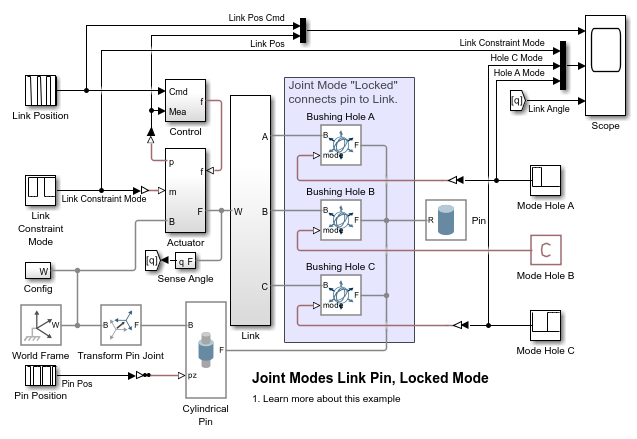 Link Pos Cmd
Link Pos
Link Constraint Mode
Hole C Mode
Hole A Mode
[q]
Link Angle
Scope
Link Position
Cmd
Mea
f
Control
Joint Mode "Locked"
connects pin to Link.
Bushing Hole A
B
mode
F
A
p
m
B
f
F
Actuator
Link Constraint Mode
Link
Constraint
Mode
W
B
Bushing Hole B
B
mode
F
R
Pin
Mode Hole A
C
Mode Hole B
[q]
q F
Sense Angle
W
Config
C
Link
Bushing Hole C
B
mode
F
Mode Hole C
W
World Frame
B
F
Transform Pin Joint
B
F
pz
Cylindrical
Pin
Pin Pos
Pin Position
Joint Modes Link Pin, Locked Mode
1. Learn more about this example